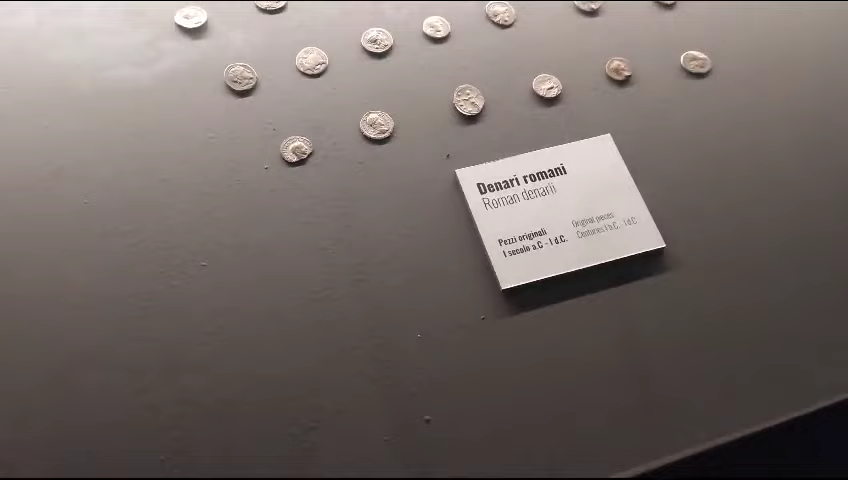 Denari romani
Roman denarii
Pezzi originali
I secolo a.C - I d.C.
Original pieces
Centuries I b.C. - I d.C